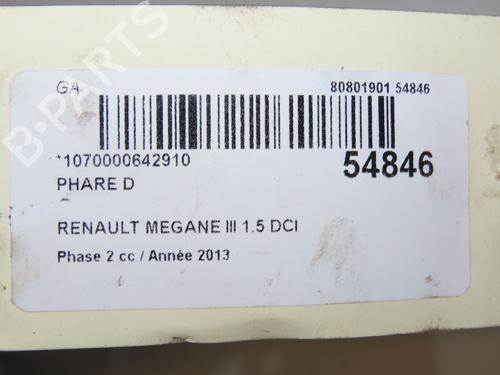 GA
80801901 54846
*1070000642910
54846
PHARE D
RENAULT MEGANE III 1.5 DCI
Phase 2 cc / Année 2013
B-PARTS